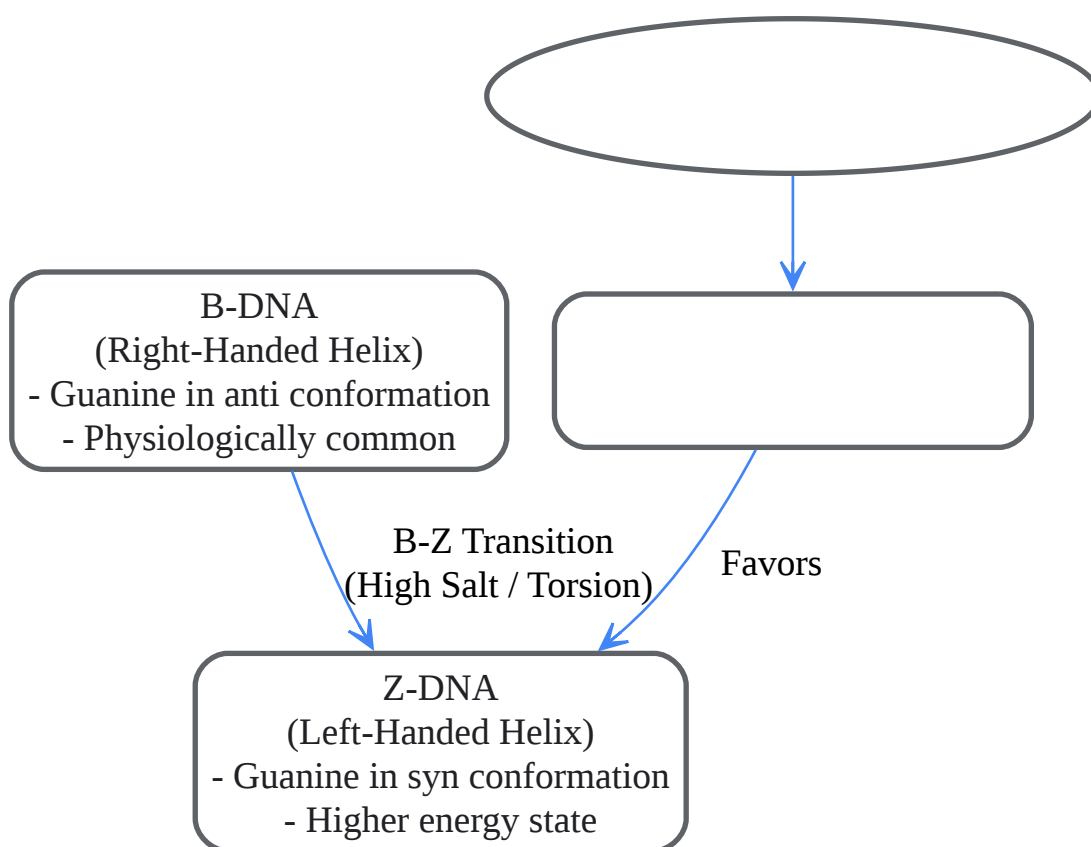 B-DNA
(Right-Handed Helix)
- Guanine in anti conformation
- Physiologically common
B-Z Transition
(High Salt / Torsion)
Favors
Z-DNA
(Left-Handed Helix)
- Guanine in syn conformation
- Higher energy state